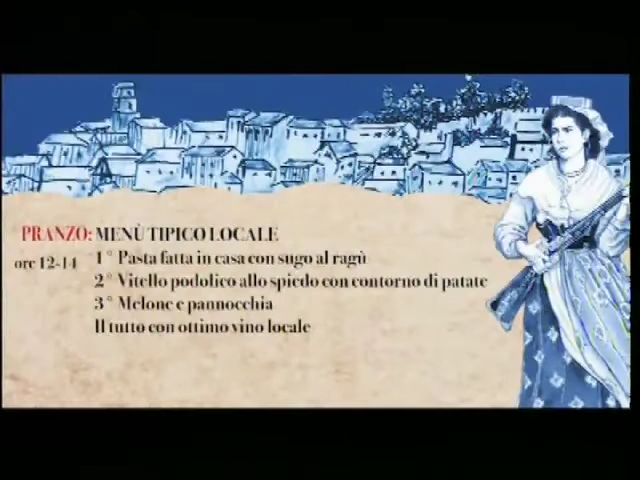 PRANZO: MENÙ TIPICO LOCALE
ore 12-14 1° Pasta fatta in casa con sugo al ragù
2° Vitello podolico allo spiedo con contorno di patate
3° Melone e pannocchia
Il tutto con ottimo vino locale